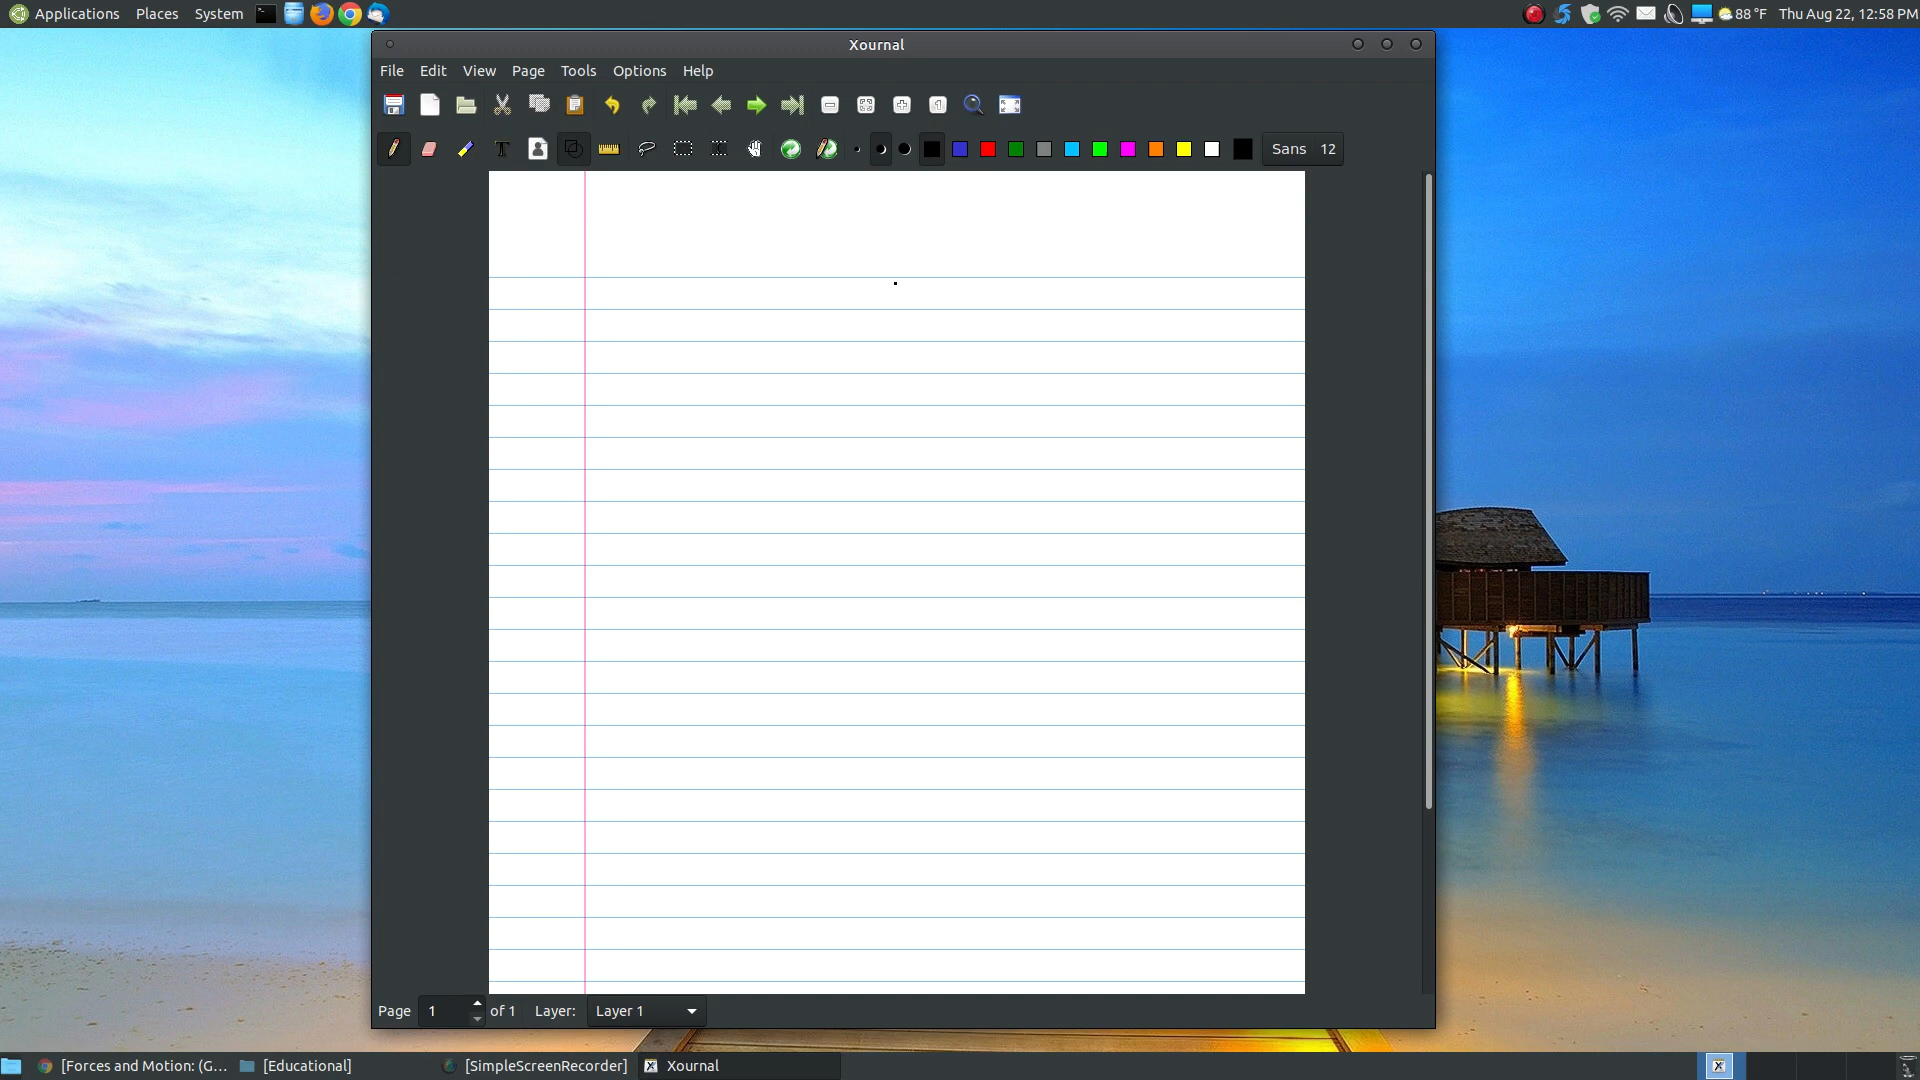 Applications Places System 88 °F Thu Aug 22, 12:58 PM
Xournal
File Edit View Page Tools Options Help
Sans 12
Page 1 of 1 Layer: Layer 1
[Forces and Motion: (G... [Educational] [SimpleScreenRecorder] Xournal